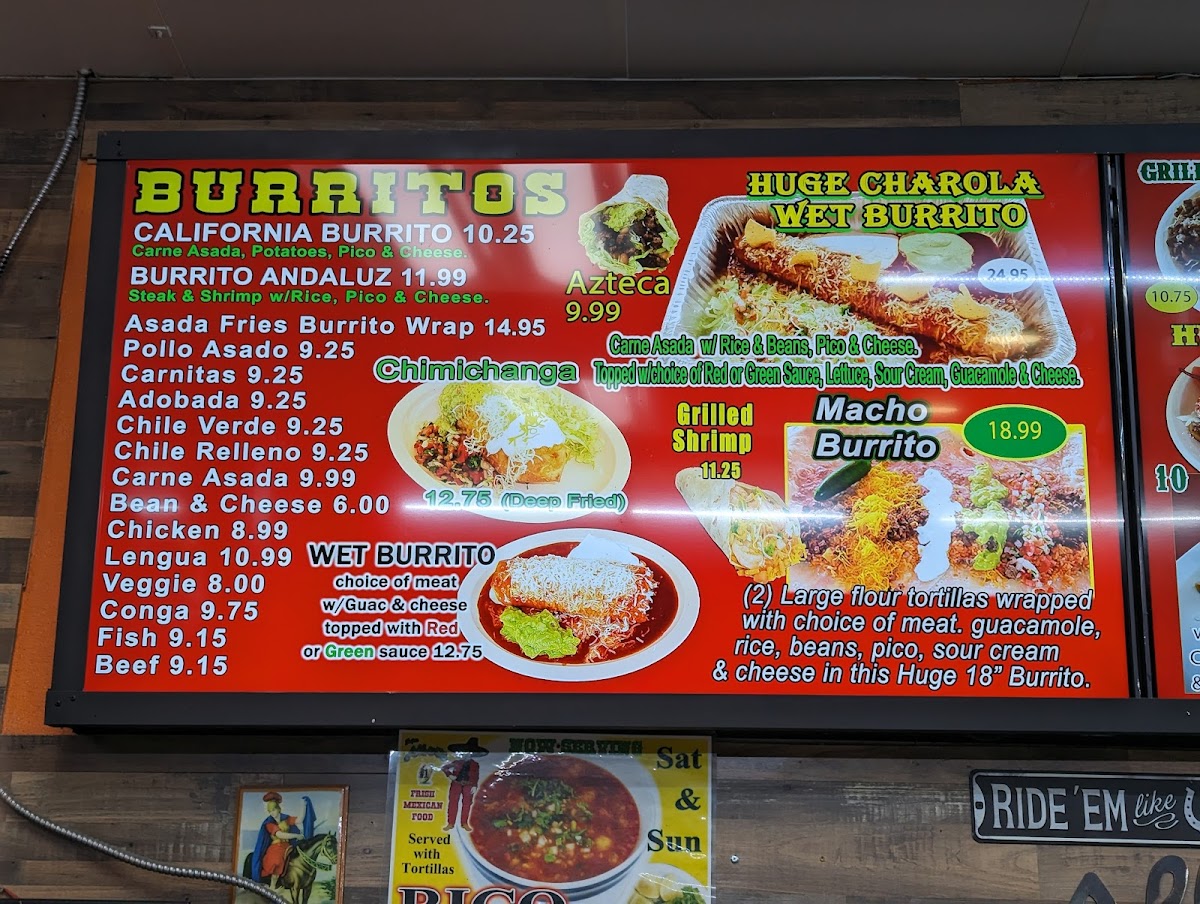 BURRITOS
CALIFORNIA BURRITO 10.25
Carne Asada, Potatoes, Pico & Cheese.
BURRITO ANDALUZ 11.99
Steak & Shrimp w/Rice, Pico & Cheese.
Asada Fries Burrito Wrap 14.95
Pollo Asado 9.25
Carnitas 9.25
Adobada 9.25
Chile Verde 9.25
Chile Relleno 9.25
Carne Asada 9.99
Bean & Cheese 6.00
Chicken 8.99
Lengua 10.99
Veggie 8.00
Conga 9.75
Fish 9.15
Beef 9.15
Azteca
9.99
Chimichanga
12.75 (Deep Fried)
WET BURRITO
choice of meat
w/Guac & cheese
topped with Red
or Green sauce 12.75
HUGE CHAROLA
WET BURRITO
24.95
Carne Asada w/ Rice & Beans, Pico & Cheese.
Topped w/choice of Red or Green Sauce, Lettuce, Sour Cream, Guacamole & Cheese.
Grilled
Shrimp
11.25
Macho
Burrito
18.99
(2) Large flour tortillas wrapped
with choice of meat. guacamole,
rice, beans, pico, sour cream
& cheese in this Huge 18” Burrito.
10.75
10
NOW SERVING
Sat
&
Sun
FRESH
MEXICAN
FOOD
Served
with
Tortillas
RIDE 'EM like